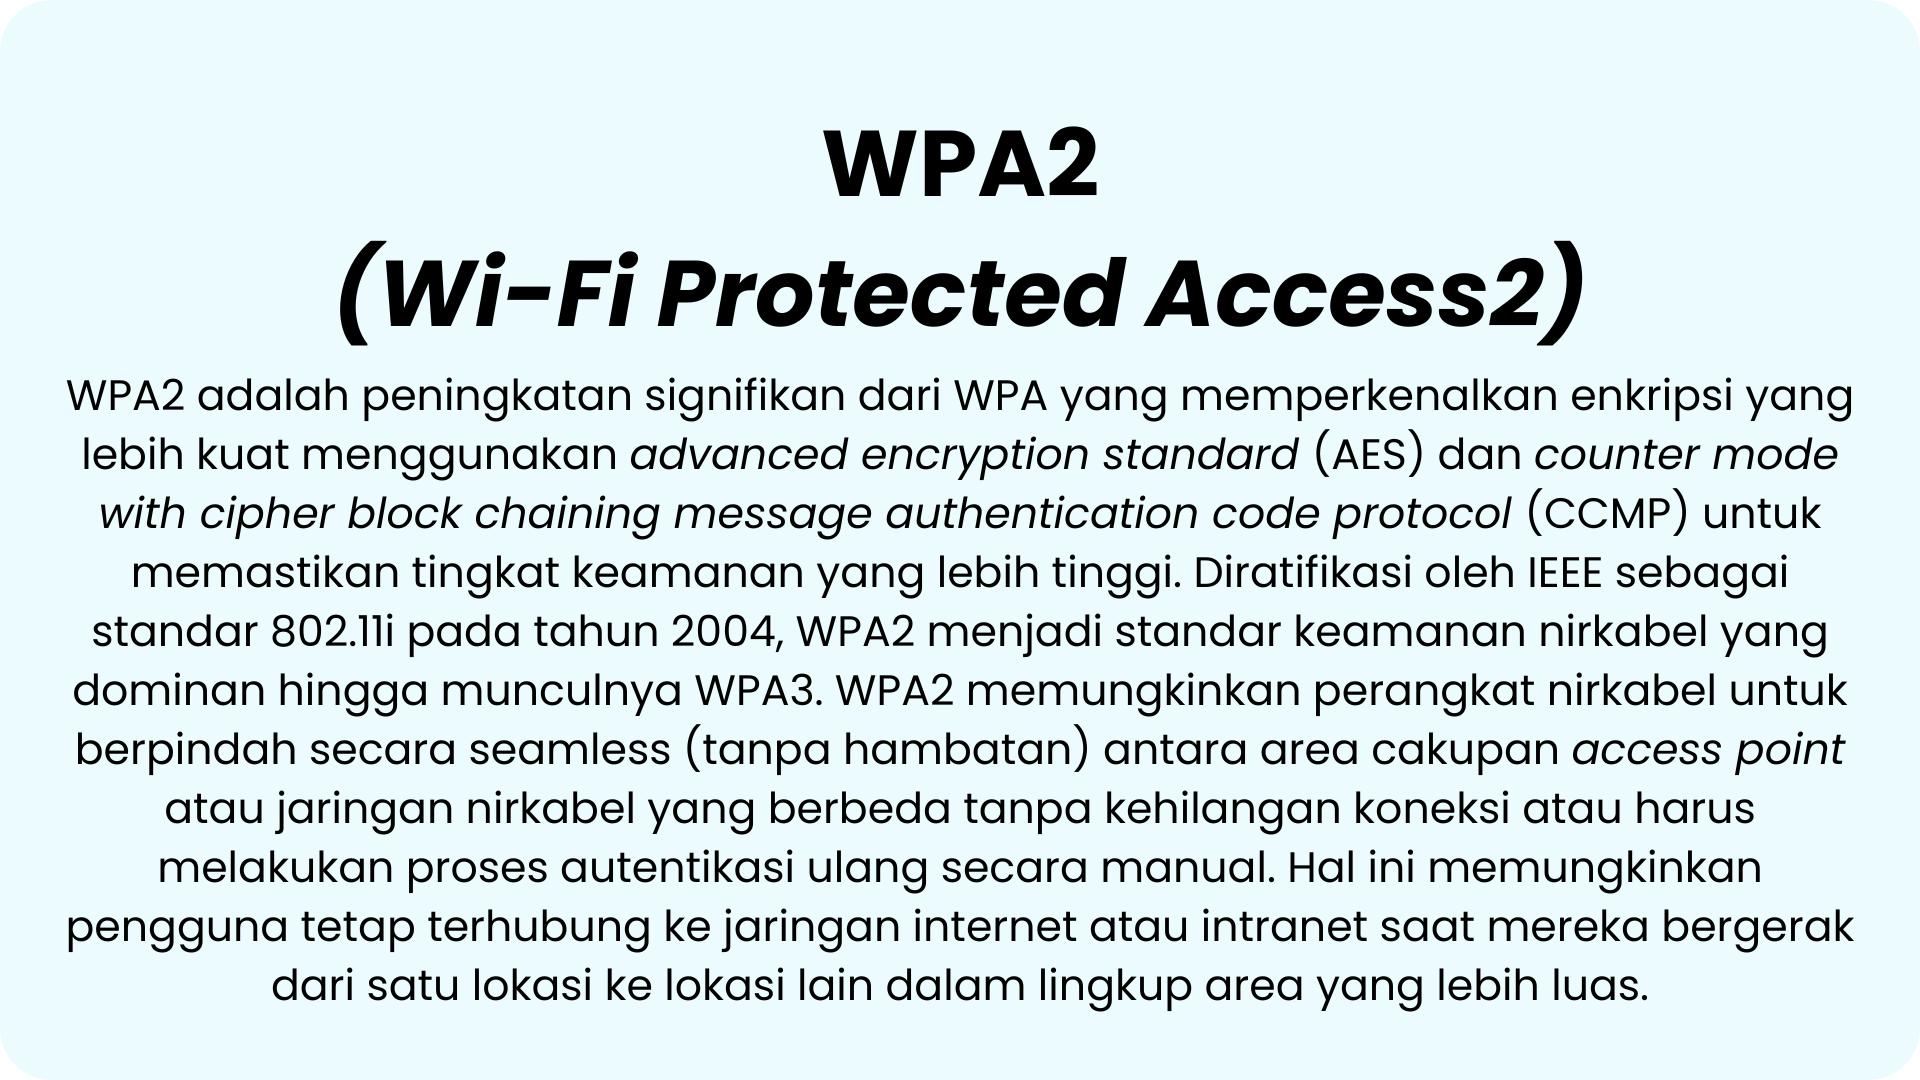 WPA2
(Wi-Fi Protected Access2)
WPA2 adalah peningkatan signifikan dari WPA yang memperkenalkan enkripsi yang
lebih kuat menggunakan advanced encryption standard (AES) dan counter mode
with cipher block chaining message authentication code protocol (CCMP) untuk
memastikan tingkat keamanan yang lebih tinggi. Diratifikasi oleh IEEE sebagai
standar 802.11i pada tahun 2004, WPA2 menjadi standar keamanan nirkabel yang
dominan hingga munculnya WPA3. WPA2 memungkinkan perangkat nirkabel untuk
berpindah secara seamless (tanpa hambatan) antara area cakupan access point
atau jaringan nirkabel yang berbeda tanpa kehilangan koneksi atau harus
melakukan proses autentikasi ulang secara manual. Hal ini memungkinkan
pengguna tetap terhubung ke jaringan internet atau intranet saat mereka bergerak
dari satu lokasi ke lokasi lain dalam lingkup area yang lebih luas.